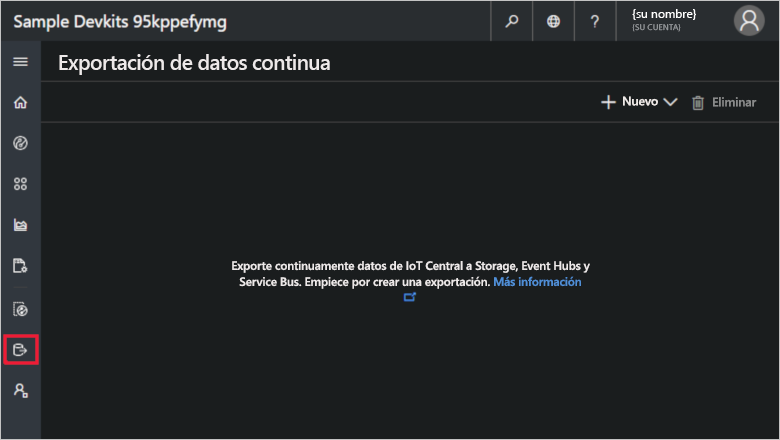 Sample Devkits 95kppefymg
?
{su nombre}
{SU CUENTA}
Exportación de datos continua
Nuevo
Eliminar
Exporte continuamente datos de IoT Central a Storage, Event Hubs y
Service Bus. Empiece por crear una exportación. Más información